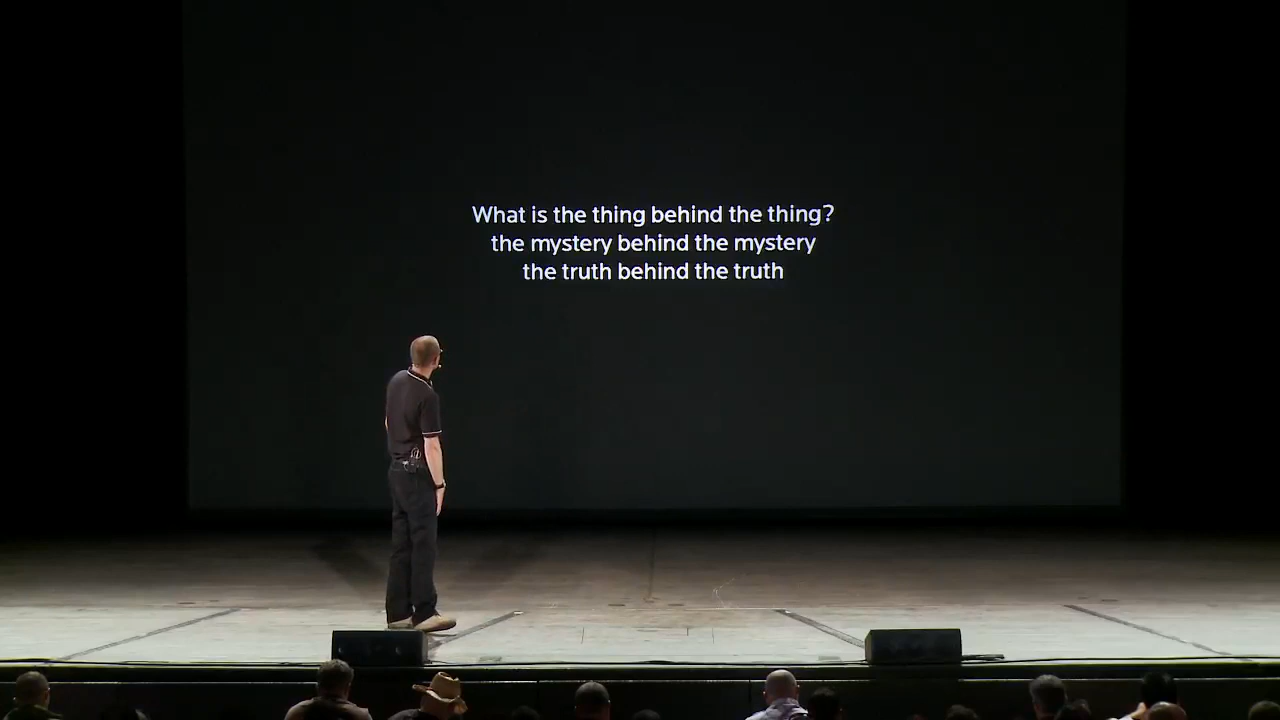 What is the thing behind the thing?
the mystery behind the mystery
the truth behind the truth